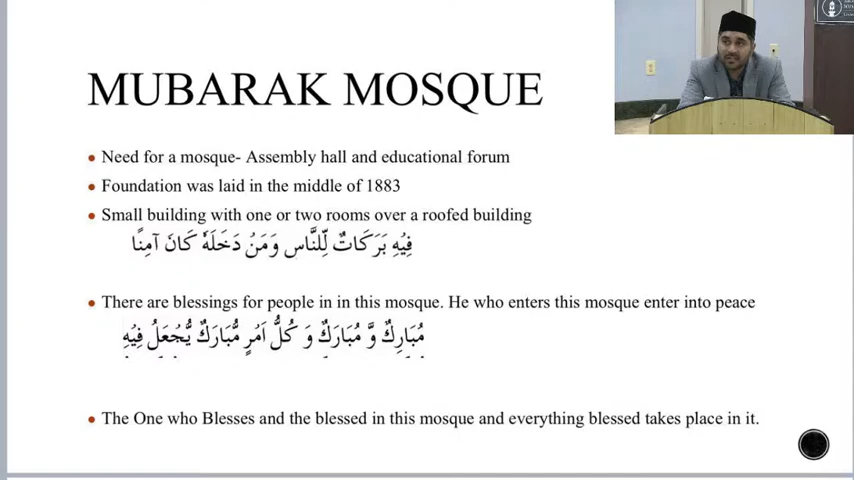 MUBARAK MOSQUE
• Need for a mosque- Assembly hall and educational forum
• Foundation was laid in the middle of 1883
• Small building with one or two rooms over a roofed building
فِيْهِ بَرَكَاتٌ لِّلنَّاسِ وَمَنْ دَخَلَهٗ كَانَ آمِنًا
• There are blessings for people in in this mosque. He who enters this mosque enter into peace
مُبَارِكٌ وَّ مُبَارَكٌ وَ كُلُّ اَمْرٍ مُّبَارَكٌ يُّجْعَلُ فِيْهِ
• The One who Blesses and the blessed in this mosque and everything blessed takes place in it.